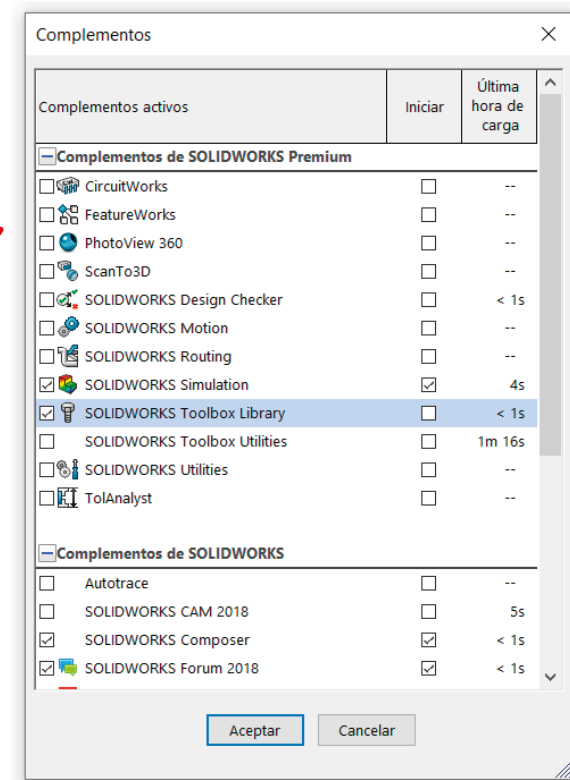 Complementos
Complementos activos Iniciar Última hora de carga
Complementos de SOLIDWORKS Premium
CircuitWorks --
FeatureWorks --
PhotoView 360 --
ScanTo3D --
SOLIDWORKS Design Checker < 1s
SOLIDWORKS Motion --
SOLIDWORKS Routing --
SOLIDWORKS Simulation 4s
SOLIDWORKS Toolbox Library < 1s
SOLIDWORKS Toolbox Utilities 1m 16s
SOLIDWORKS Utilities --
TolAnalyst --
Complementos de SOLIDWORKS
Autotrace --
SOLIDWORKS CAM 2018 5s
SOLIDWORKS Composer < 1s
SOLIDWORKS Forum 2018 < 1s
Aceptar Cancelar